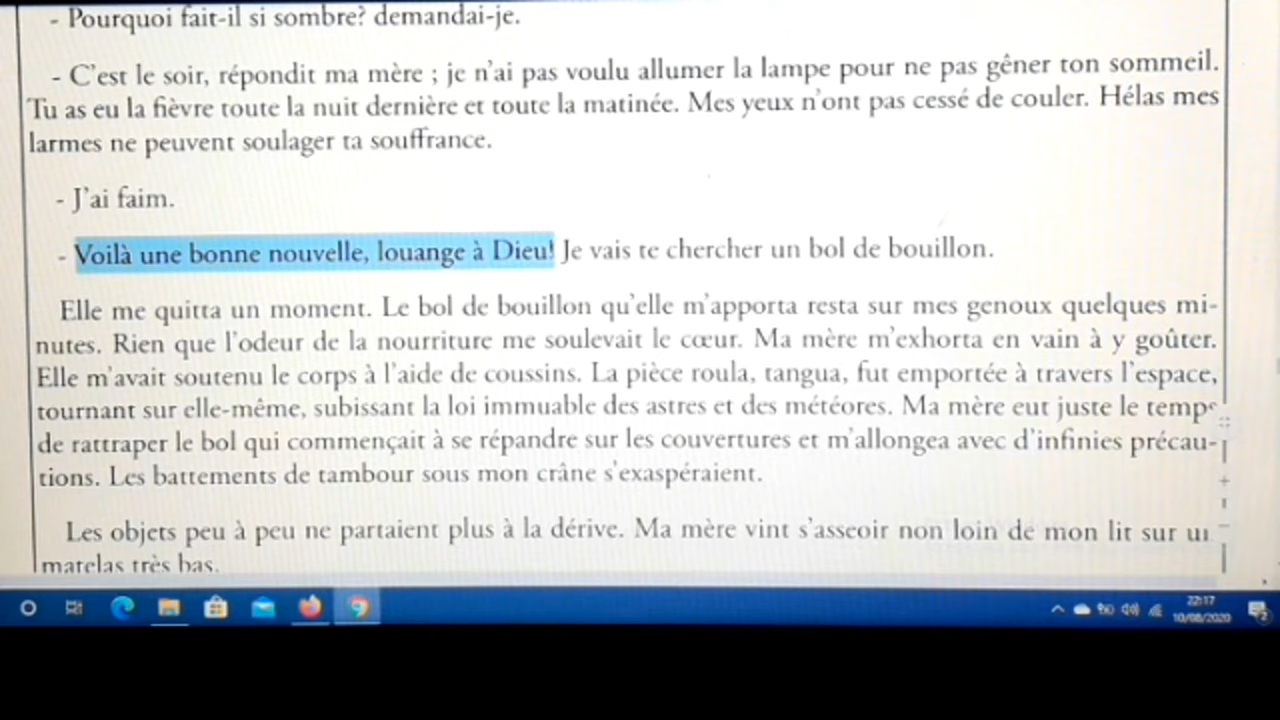 - Pourquoi fait-il si sombre? demandai-je.
- C'est le soir, répondit ma mère ; je n'ai pas voulu allumer la lampe pour ne pas gêner ton sommeil.
Tu as eu la fièvre toute la nuit dernière et toute la matinée. Mes yeux n'ont pas cessé de couler. Hélas mes
larmes ne peuvent soulager ta souffrance.
- J'ai faim.
- Voilà une bonne nouvelle, louange à Dieu! Je vais te chercher un bol de bouillon.
Elle me quitta un moment. Le bol de bouillon qu'elle m'apporta resta sur mes genoux quelques mi-
nutes. Rien que l'odeur de la nourriture me soulevait le cœur. Ma mère m'exhorta en vain à y goûter.
Elle m'avait soutenu le corps à l'aide de coussins. La pièce roula, tangua, fut emportée à travers l'espace,
tournant sur elle-même, subissant la loi immuable des astres et des météores. Ma mère eut juste le temps
de rattraper le bol qui commençait à se répandre sur les couvertures et m'allongea avec d'infinies précau-
tions. Les battements de tambour sous mon crâne s'exaspéraient.
Les objets peu à peu ne partaient plus à la dérive. Ma mère vint s'asseoir non loin de mon lit sur un
matelas très bas.
22:17
10/08/2020